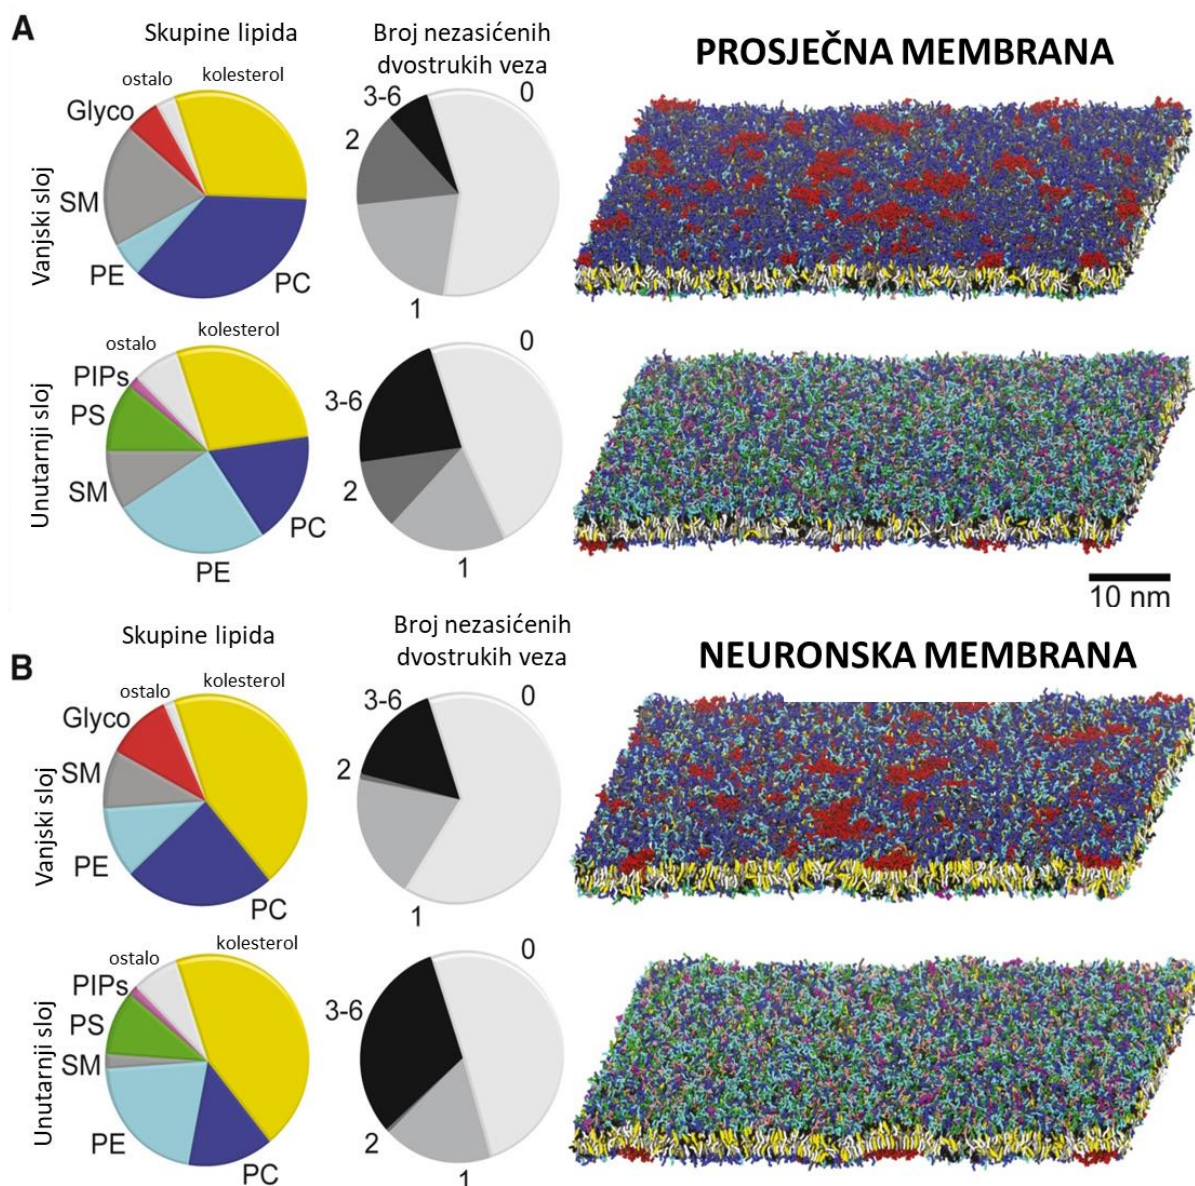 A
Skupine lipida
Broj nezasićenih
dvostrukih veza
PROSJEČNA MEMBRANA
Vanjski sloj
ostalo
kolesterol
Glyco
SM
PE
PC
3-6
0
2
1
Unutarnji sloj
ostalo
kolesterol
PIPs
PS
SM
PE
PC
0
3-6
2
1
10 nm
B
Skupine lipida
Broj nezasićenih
dvostrukih veza
NEURONSKA MEMBRANA
Vanjski sloj
ostalo
kolesterol
Glyco
SM
PE
PC
3-6
0
2
1
Unutarnji sloj
ostalo
kolesterol
PIPs
PS
SM
PE
PC
0
3-6
2
1